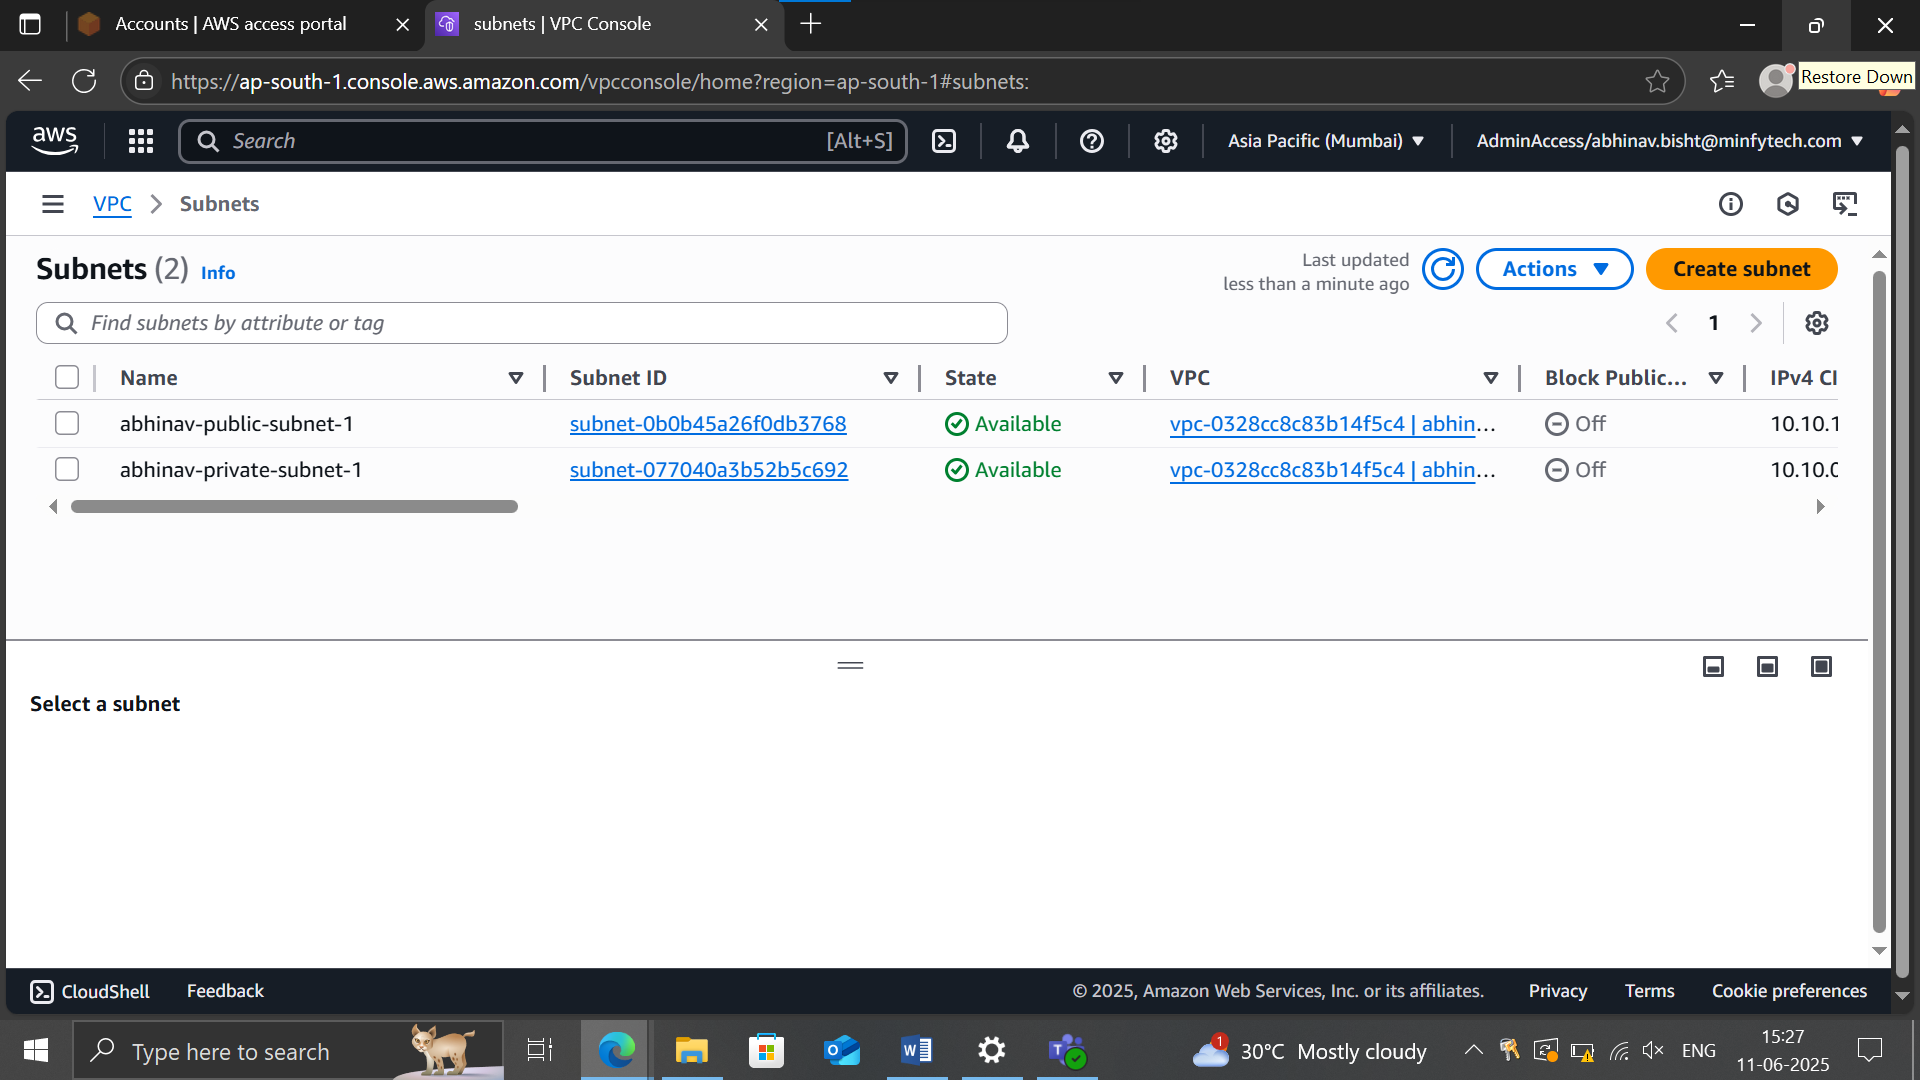 Accounts | AWS access portal
subnets | VPC Console
https://ap-south-1.console.aws.amazon.com/vpcconsole/home?region=ap-south-1#subnets:
Restore Down
aws
Search
[Alt+S]
Asia Pacific (Mumbai)
AdminAccess/abhinav.bisht@minfytech.com
VPC
Subnets
Subnets (2) Info
Last updated
less than a minute ago
Actions
Create subnet
Find subnets by attribute or tag
1
Name
Subnet ID
State
VPC
Block Public...
IPv4 CI
abhinav-public-subnet-1
subnet-0b0b45a26f0db3768
Available
vpc-0328cc8c83b14f5c4 | abhin...
Off
10.10.1
abhinav-private-subnet-1
subnet-077040a3b52b5c692
Available
vpc-0328cc8c83b14f5c4 | abhin...
Off
10.10.0
Select a subnet
CloudShell
Feedback
© 2025, Amazon Web Services, Inc. or its affiliates.
Privacy
Terms
Cookie preferences
Type here to search
1
30°C Mostly cloudy
ENG
15:27
11-06-2025